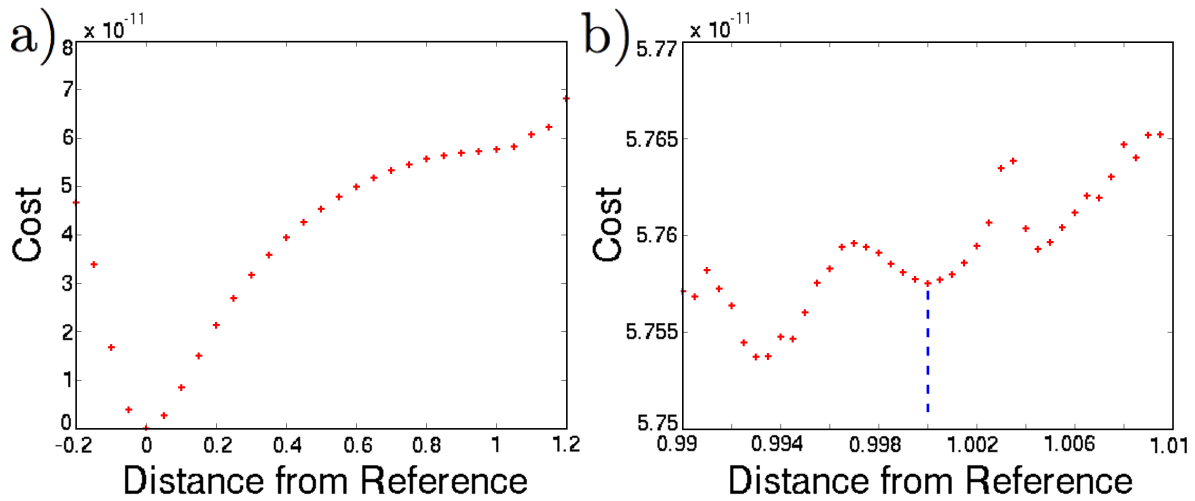 a)
x 10⁻¹¹
8
7
6
5
4
3
2
1
0
-0.2 0 0.2 0.4 0.6 0.8 1 1.2
Cost
Distance from Reference
b)
x 10⁻¹¹
5.77
5.765
5.76
5.755
5.75
0.99 0.994 0.998 1.002 1.006 1.01
Cost
Distance from Reference